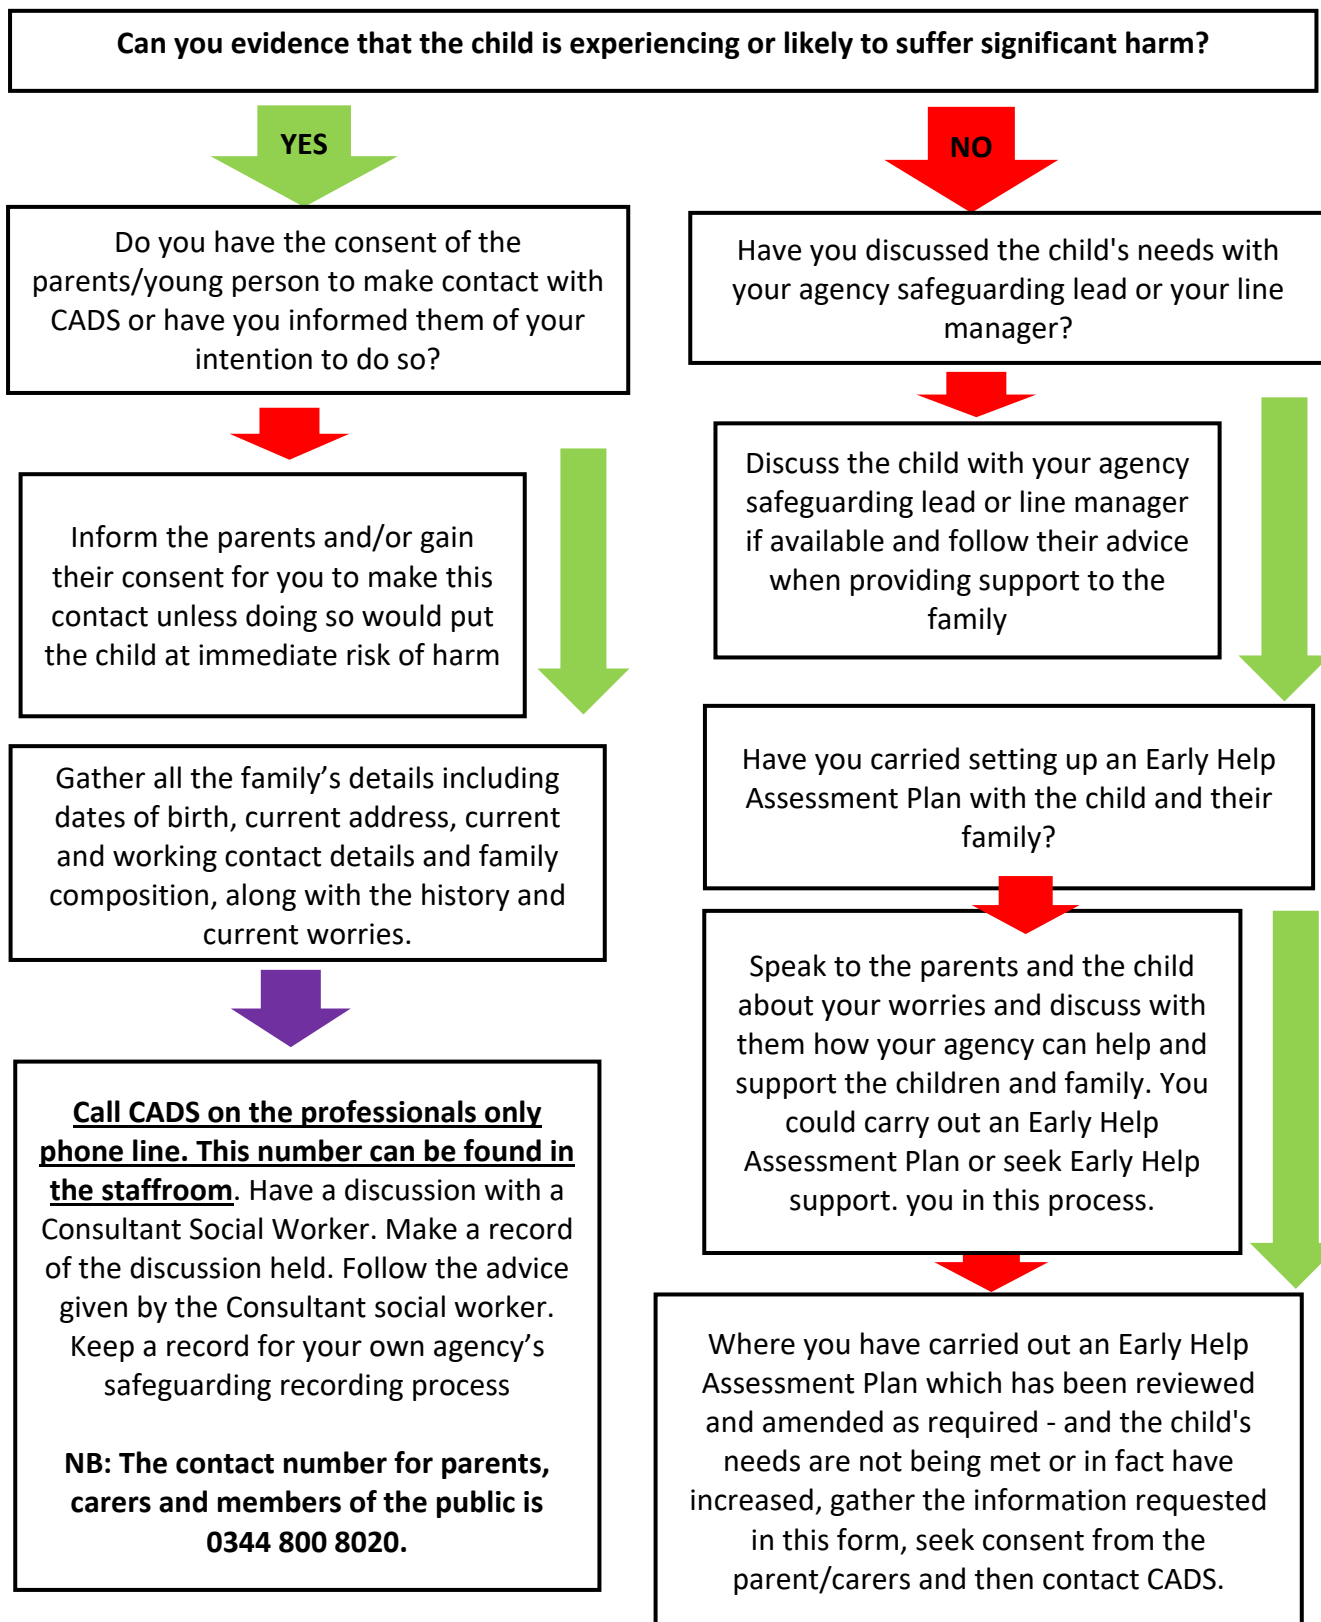 Can you evidence that the child is experiencing or likely to suffer significant harm?
YES
Do you have the consent of the
parents/young person to make contact with
CADS or have you informed them of your
intention to do so?
Inform the parents and/or gain
their consent for you to make this
contact unless doing so would put
the child at immediate risk of harm
Gather all the family’s details including
dates of birth, current address, current
and working contact details and family
composition, along with the history and
current worries.
Call CADS on the professionals only
phone line. This number can be found in
the staffroom. Have a discussion with a
Consultant Social Worker. Make a record
of the discussion held. Follow the advice
given by the Consultant social worker.
Keep a record for your own agency’s
safeguarding recording process
NB: The contact number for parents,
carers and members of the public is
0344 800 8020.
NO
Have you discussed the child's needs with
your agency safeguarding lead or your line
manager?
Discuss the child with your agency
safeguarding lead or line manager
if available and follow their advice
when providing support to the
family
Have you carried setting up an Early Help
Assessment Plan with the child and their
family?
Speak to the parents and the child
about your worries and discuss with
them how your agency can help and
support the children and family. You
could carry out an Early Help
Assessment Plan or seek Early Help
support. you in this process.
Where you have carried out an Early Help
Assessment Plan which has been reviewed
and amended as required - and the child's
needs are not being met or in fact have
increased, gather the information requested
in this form, seek consent from the
parent/carers and then contact CADS.